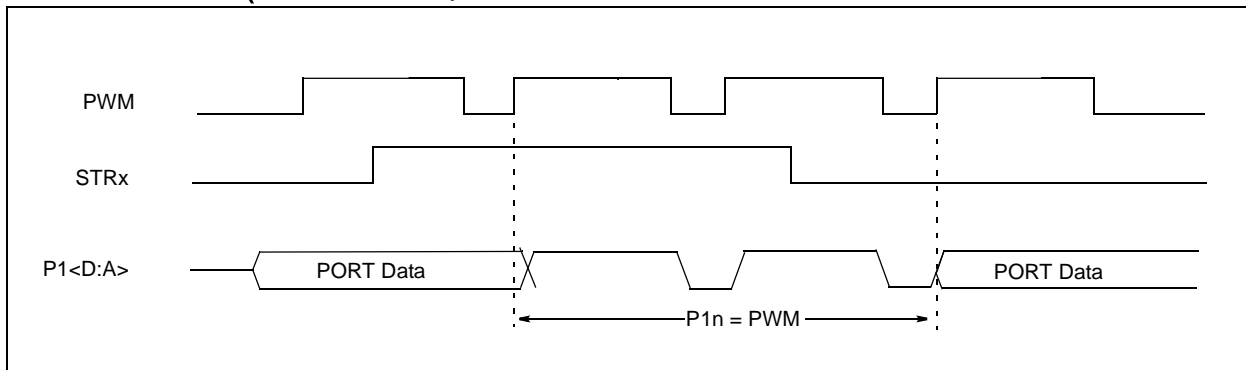 PWM
STRx
P1<D:A>
PORT Data
PORT Data
P1n = PWM